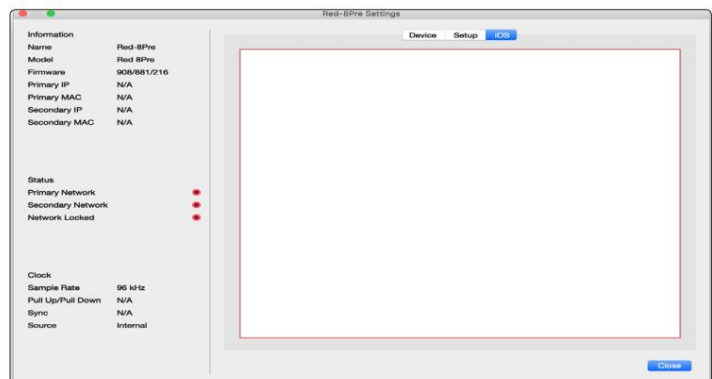 Red-8Pre Settings
Information
Name Red-8Pre
Model Red 8Pre
Firmware 908/881/216
Primary IP N/A
Primary MAC N/A
Secondary IP N/A
Secondary MAC N/A
Status
Primary Network
Secondary Network
Network Locked
Clock
Sample Rate 96 kHz
Pull Up/Pull Down N/A
Sync N/A
Source Internal
Device Setup iOS
Close